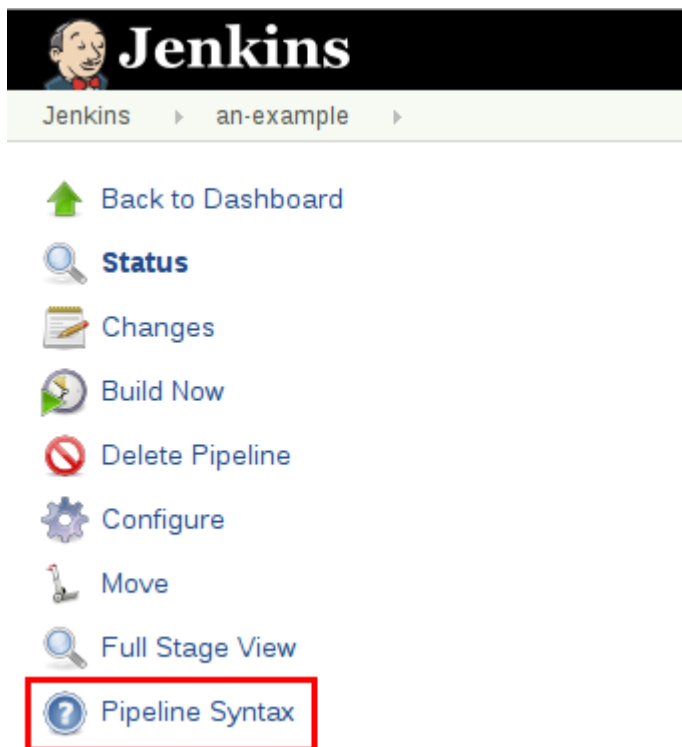 Jenkins
Jenkins an-example
Back to Dashboard
Status
Changes
Build Now
Delete Pipeline
Configure
Move
Full Stage View
Pipeline Syntax